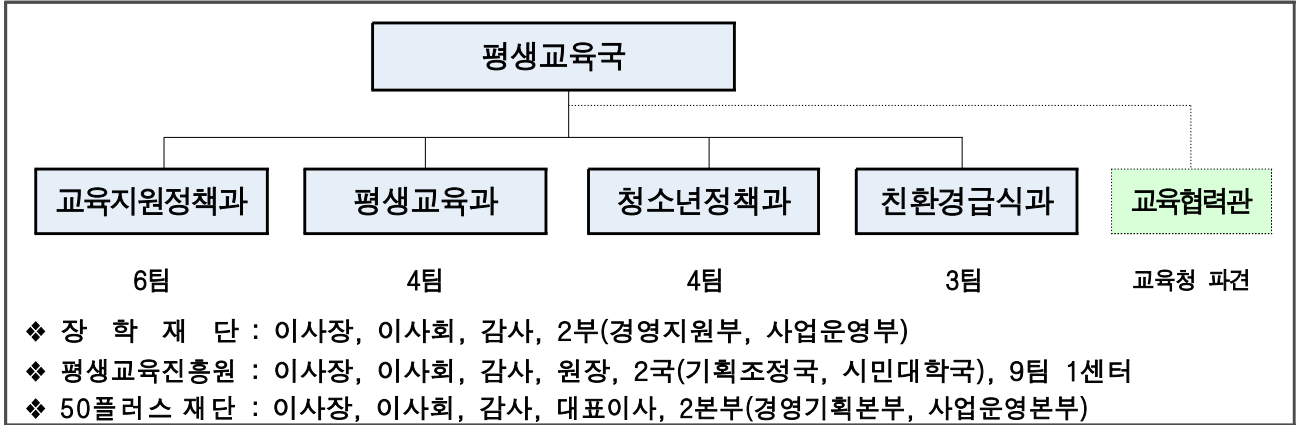 평생교육국
교육지원정책과 평생교육과 청소년정책과 친환경급식과 교육협력관
6팀 4팀 4팀 3팀 교육청 파견
❖ 장 학 재 단 : 이사장, 이사회, 감사, 2부(경영지원부, 사업운영부)
❖ 평생교육진흥원 : 이사장, 이사회, 감사, 원장, 2국(기획조정국, 시민대학국), 9팀 1센터
❖ 50플러스 재단 : 이사장, 이사회, 감사, 대표이사, 2본부(경영기획본부, 사업운영본부)